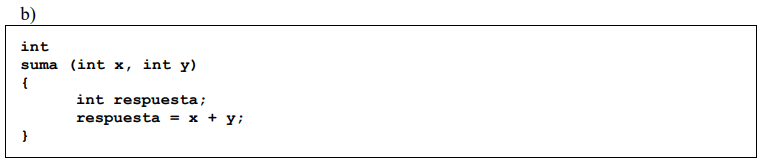 b)
int
suma (int x, int y)
{
int respuesta;
respuesta = x + y;
}